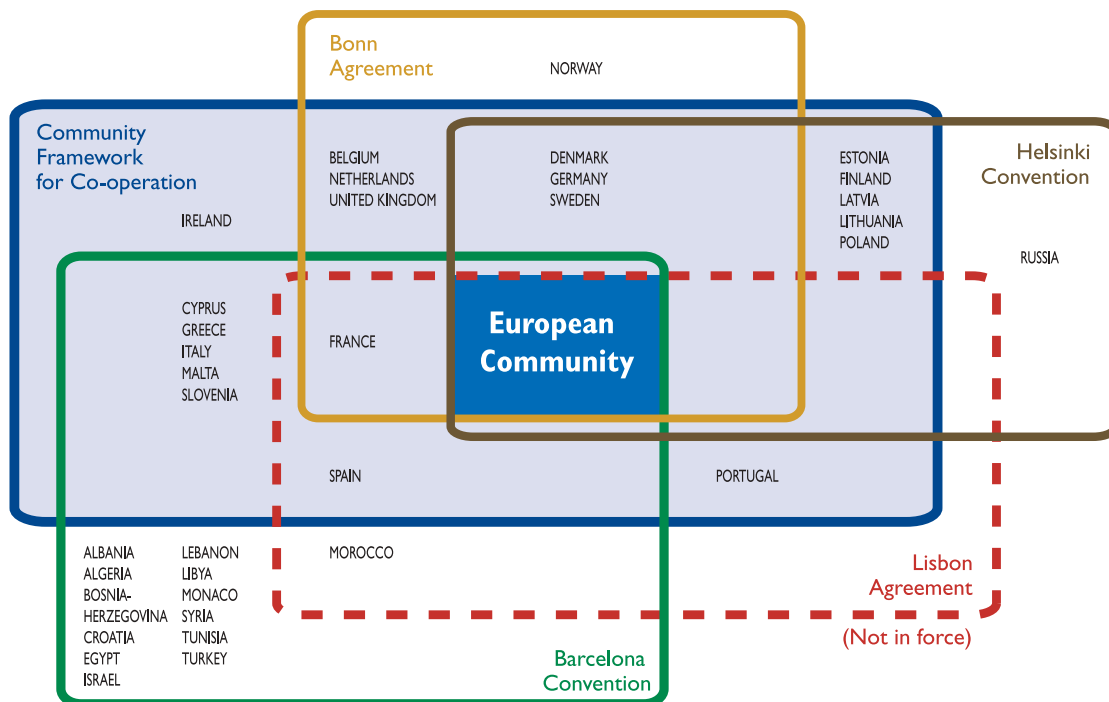 Bonn
Agreement
NORWAY
Community
Framework
for Co-operation
BELGIUM
NETHERLANDS
UNITED KINGDOM
DENMARK
GERMANY
SWEDEN
ESTONIA
FINLAND
LATVIA
LITHUANIA
POLAND
Helsinki
Convention
IRELAND
RUSSIA
CYPRUS
GREECE
ITALY
MALTA
SLOVENIA
FRANCE
European
Community
SPAIN
PORTUGAL
ALBANIA
ALGERIA
BOSNIA-
HERZEGOVINA
CROATIA
EGYPT
ISRAEL
LEBANON
LIBYA
MONACO
SYRIA
TUNISIA
TURKEY
MOROCCO
Lisbon
Agreement
(Not in force)
Barcelona
Convention